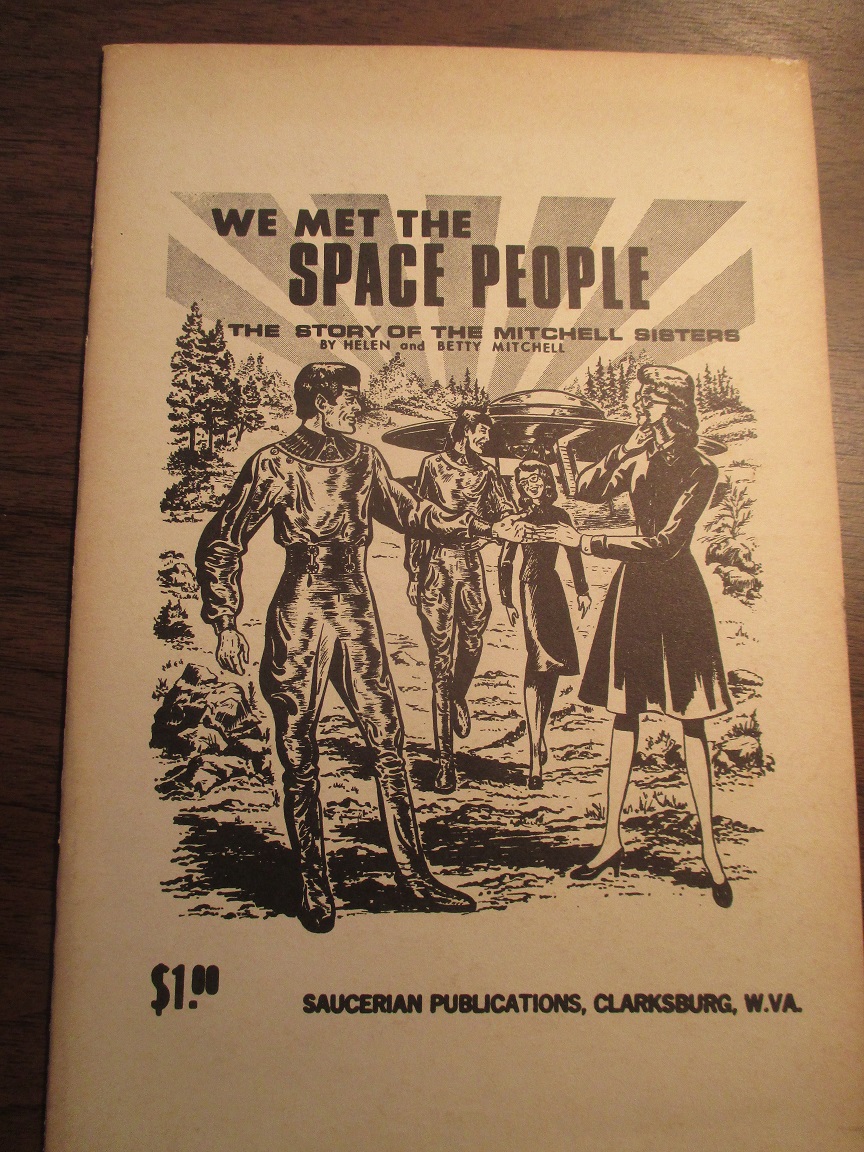 WE MET THE
SPACE PEOPLE
THE STORY OF THE MITCHELL SISTERS
BY HELEN and BETTY MITCHELL
$1.00
SAUCERIAN PUBLICATIONS, CLARKSBURG, W.VA.